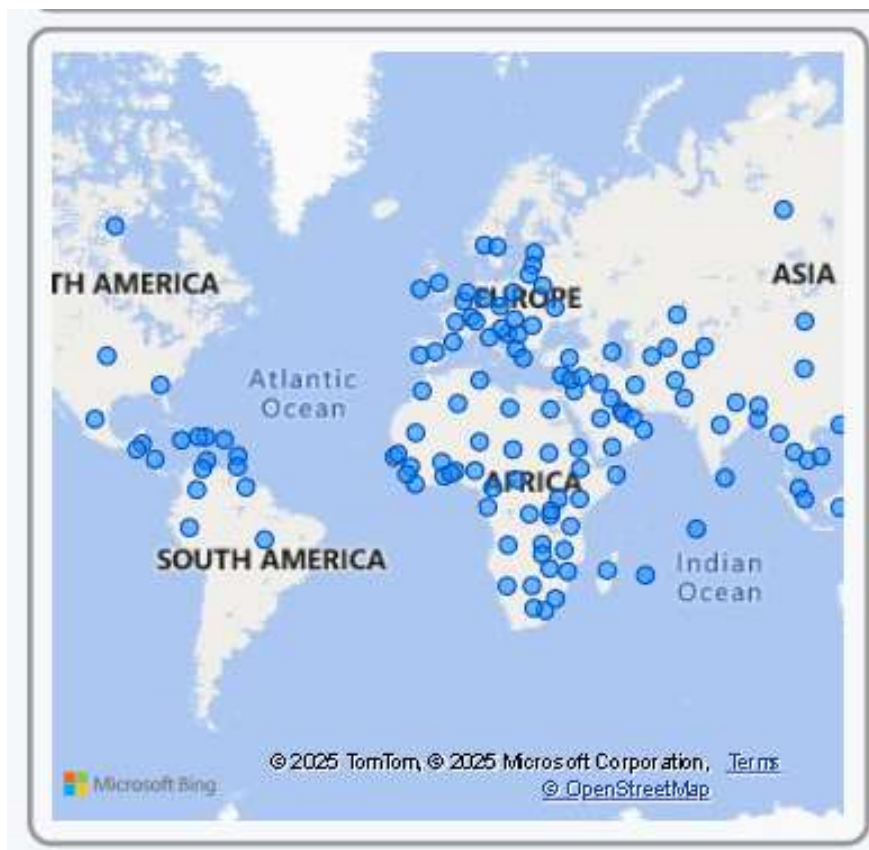 TH AMERICA
EUROPE
ASIA
Atlantic
Ocean
AFRICA
SOUTH AMERICA
Indian
Ocean
© 2025 TomTom, © 2025 Microsoft Corporation, Terms
© OpenStreetMap
Microsoft Bing